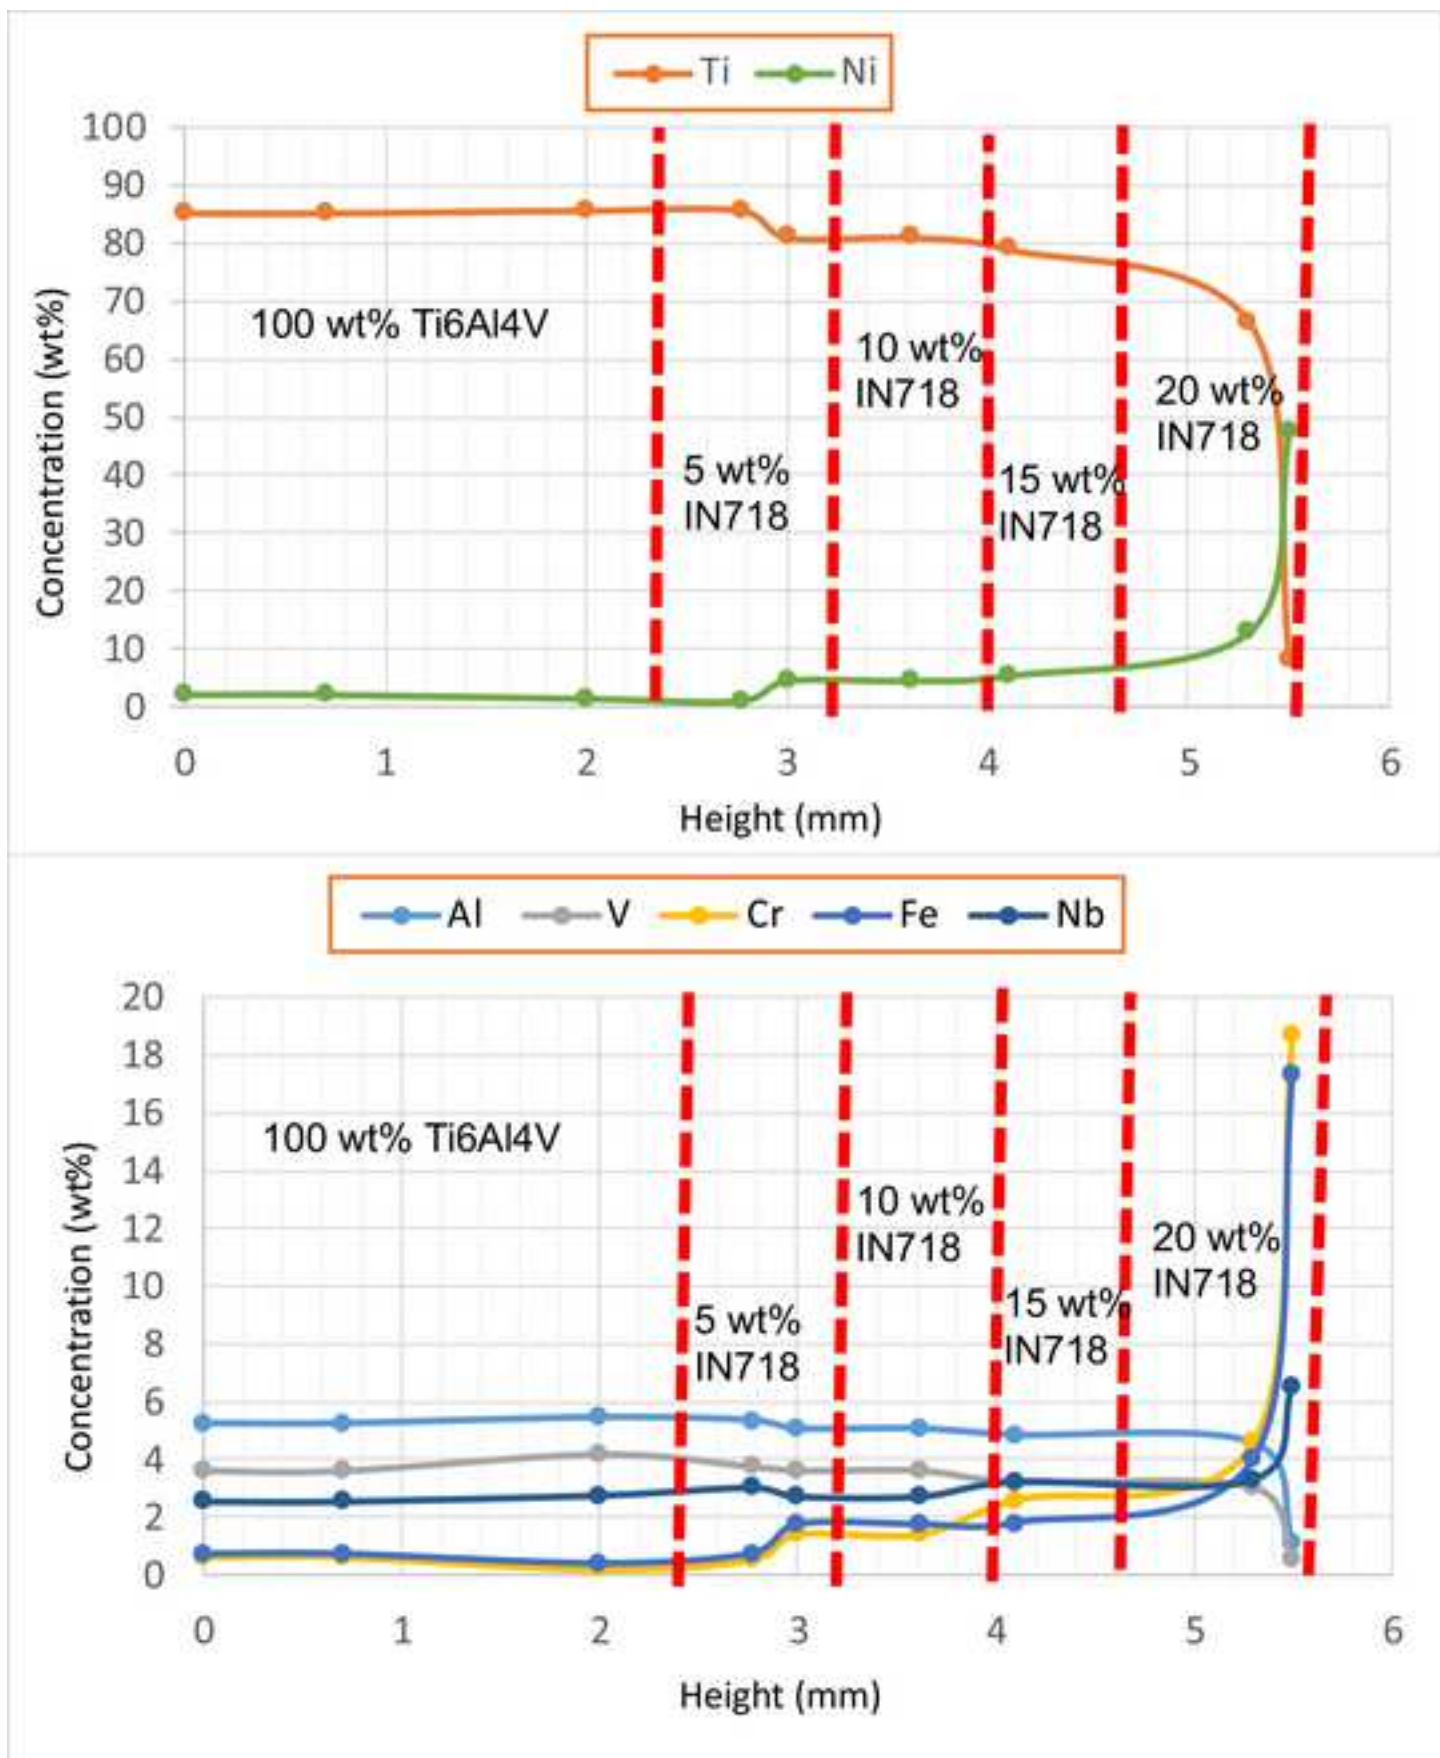 Ti Ni
100
90
80
70
60
50
40
30
20
10
0
Concentration (wt%)
100 wt% Ti6Al4V
5 wt%
IN718
10 wt%
IN718
15 wt%
IN718
20 wt%
IN718
0 1 2 3 4 5 6
Height (mm)
Al V Cr Fe Nb
20
18
16
14
12
10
8
6
4
2
0
Concentration (wt%)
100 wt% Ti6Al4V
5 wt%
IN718
10 wt%
IN718
15 wt%
IN718
20 wt%
IN718
0 1 2 3 4 5 6
Height (mm)